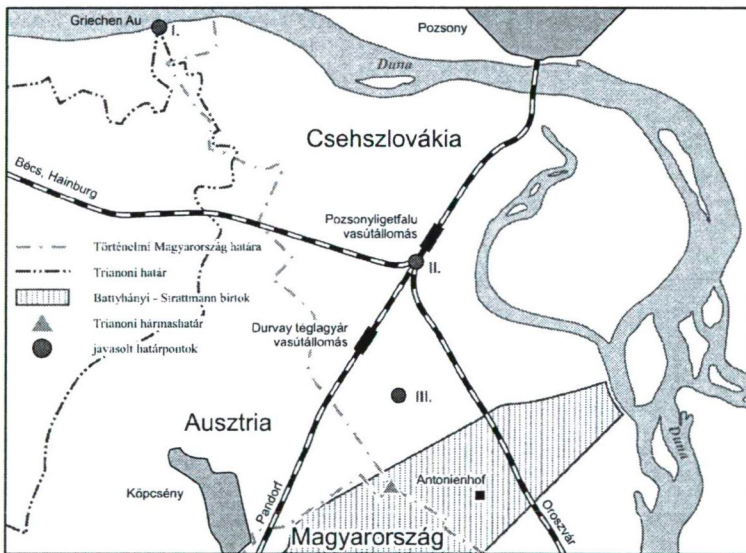 Griechen Au
I.
Pozsony
Duna
Csehszlovákia
Bécs, Hainburg
Pozsonyligetfalu
vasútállomás
II.
Történelmi Magyarország határa
Trianoni határ
Battyhányi - Strattmann birtok
Trianoni hármashatár
javasolt határpontok
Durvay téglagyár
vasútállomás
III.
Ausztria
Köpcsény
Pandorf
Antonienhof
Oroszvár
Duna
Magyarország